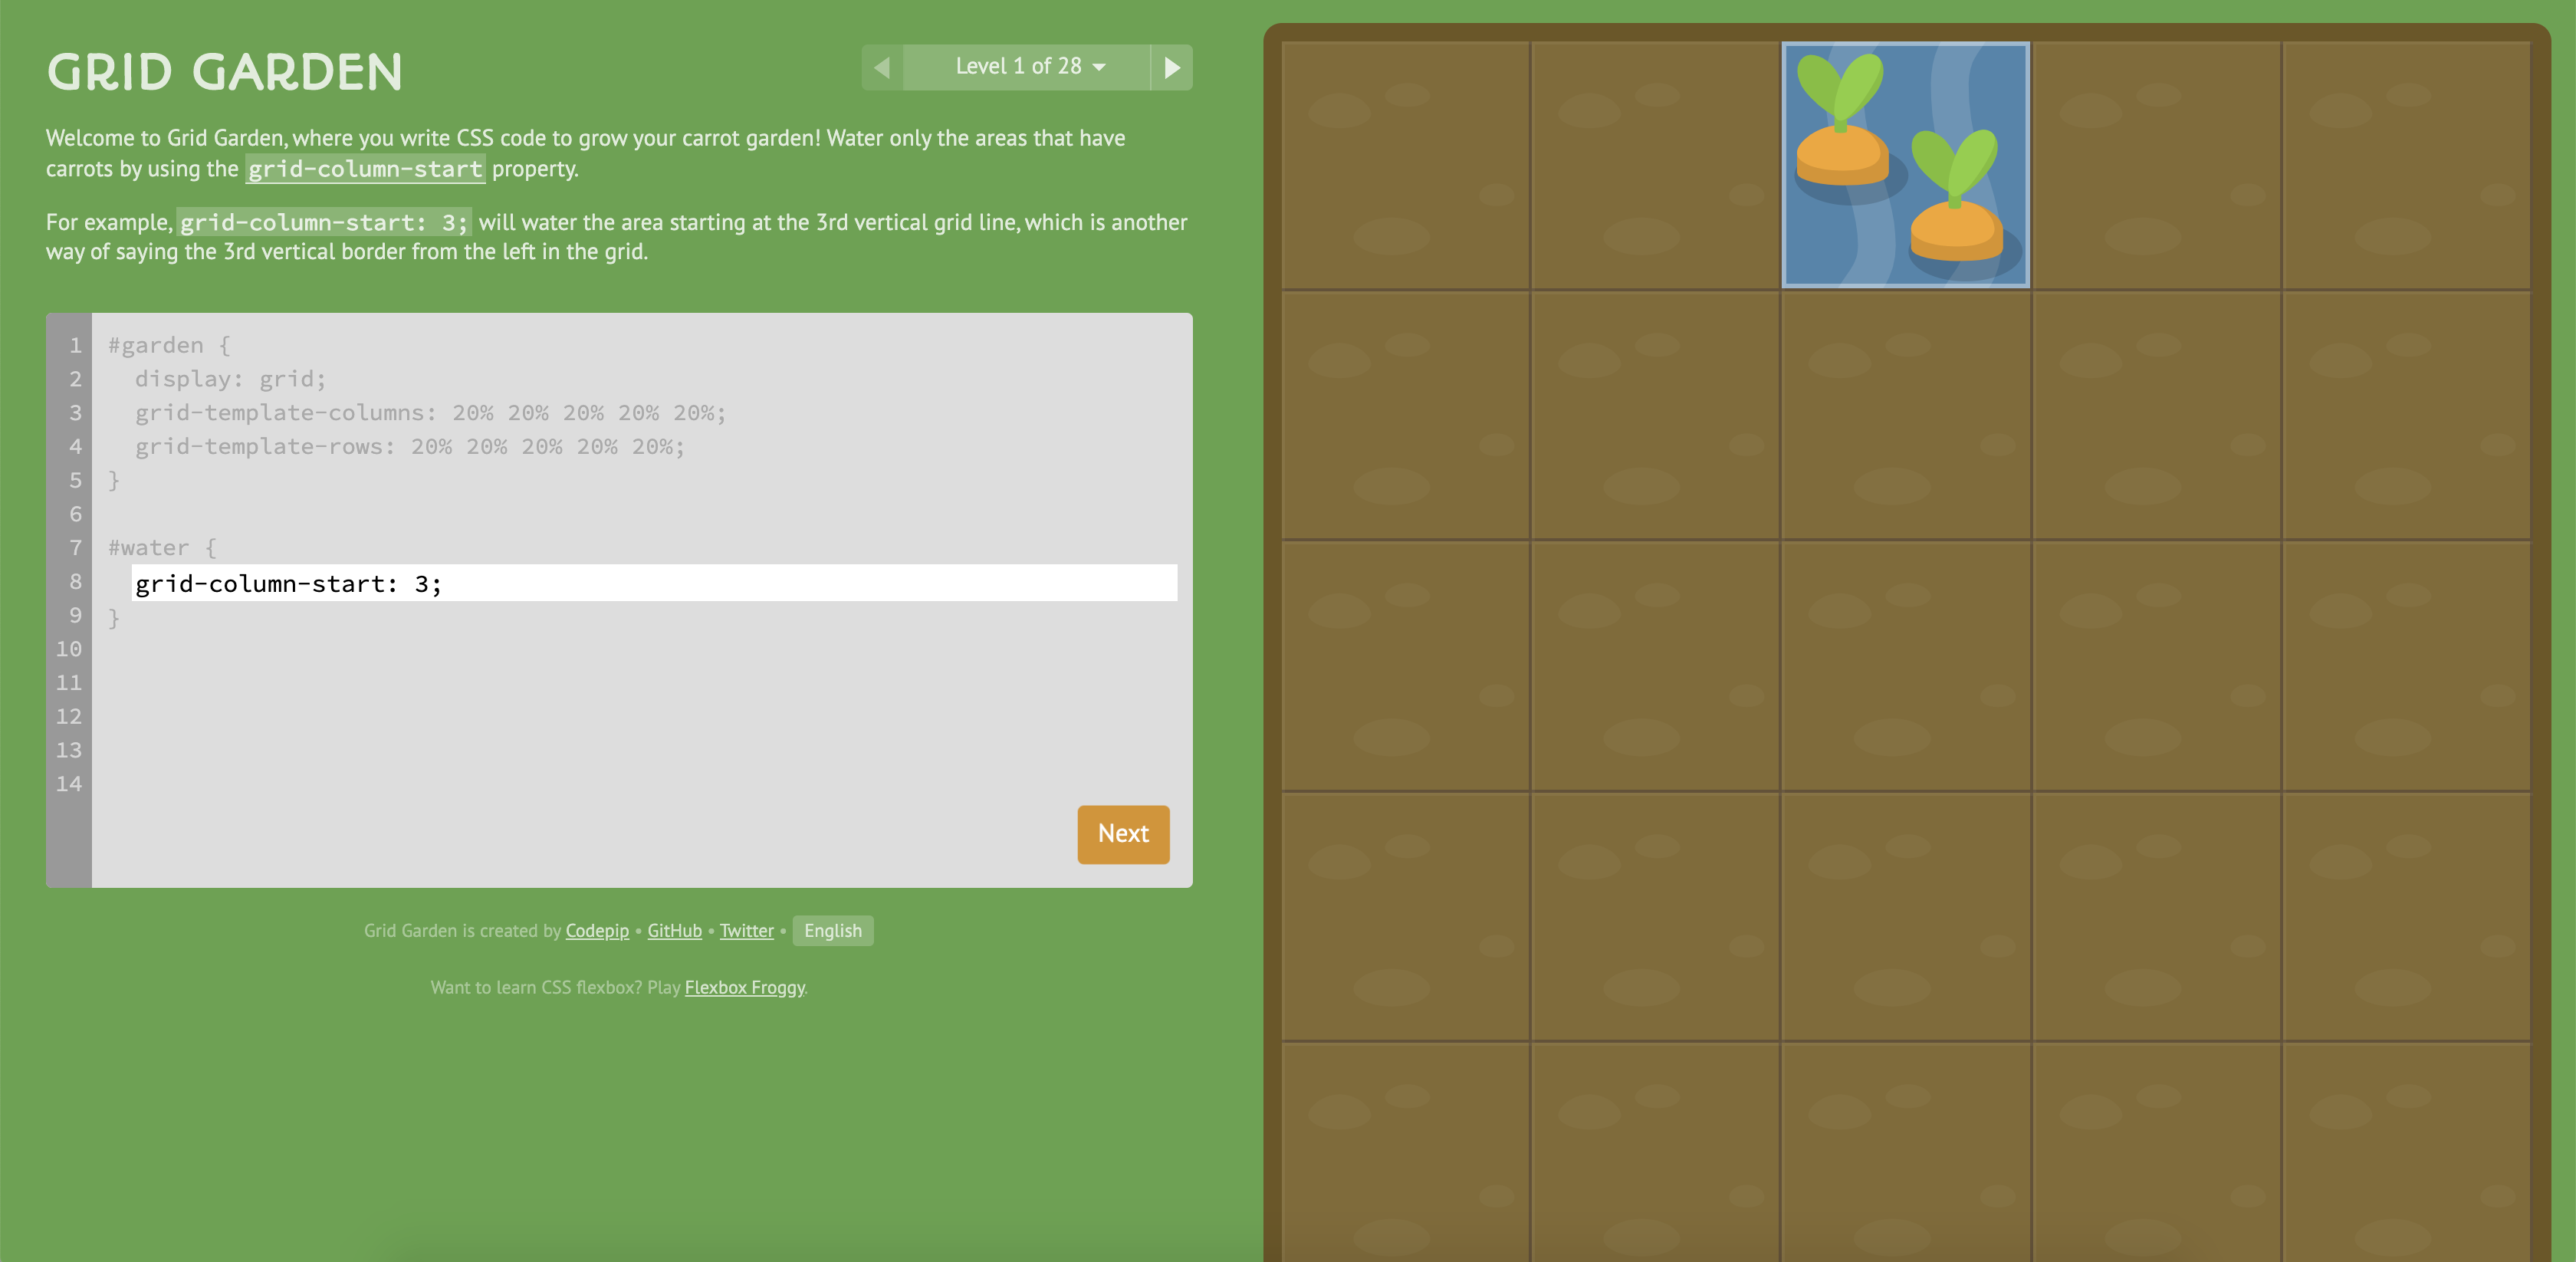 GRID GARDEN
Level 1 of 28
Welcome to Grid Garden, where you write CSS code to grow your carrot garden! Water only the areas that have
carrots by using the grid-column-start property.
For example, grid-column-start: 3; will water the area starting at the 3rd vertical grid line, which is another
way of saying the 3rd vertical border from the left in the grid.
1 #garden {
2 display: grid;
3 grid-template-columns: 20% 20% 20% 20% 20%;
4 grid-template-rows: 20% 20% 20% 20% 20%;
5 }
6
7 #water {
8 grid-column-start: 3;
9 }
10
11
12
13
14
Next
Grid Garden is created by Codepip • GitHub • Twitter • English
Want to learn CSS flexbox? Play Flexbox Froggy.